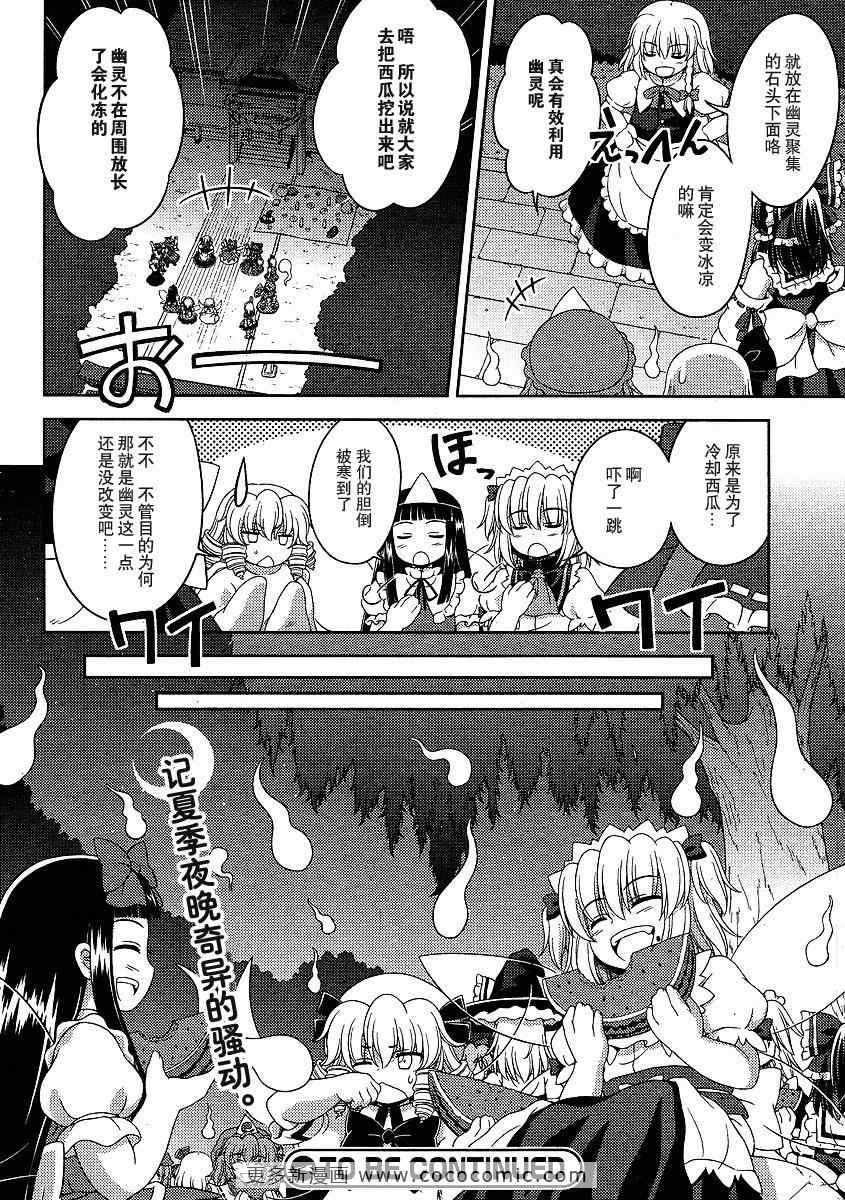 就放在幽灵聚集
的石头下面咯
肯定会变冰凉
的嘛
えっへん
真会有效利用
幽灵呢
唔 所以说就大家
去把西瓜挖出来吧
幽灵不在周围放长
了会化冻的
おーーー
原来是为了
冷却西瓜…
啊
吓了一跳
ほっ
我们的胆倒
被寒到了
不不 不管目的为何
那就是幽灵这一点
还是没改变吧……
ワイ
ワイ
记夏季夜晚奇异的骚动。
TO BE CONTINUED
更多新漫画 www.cococomic.com